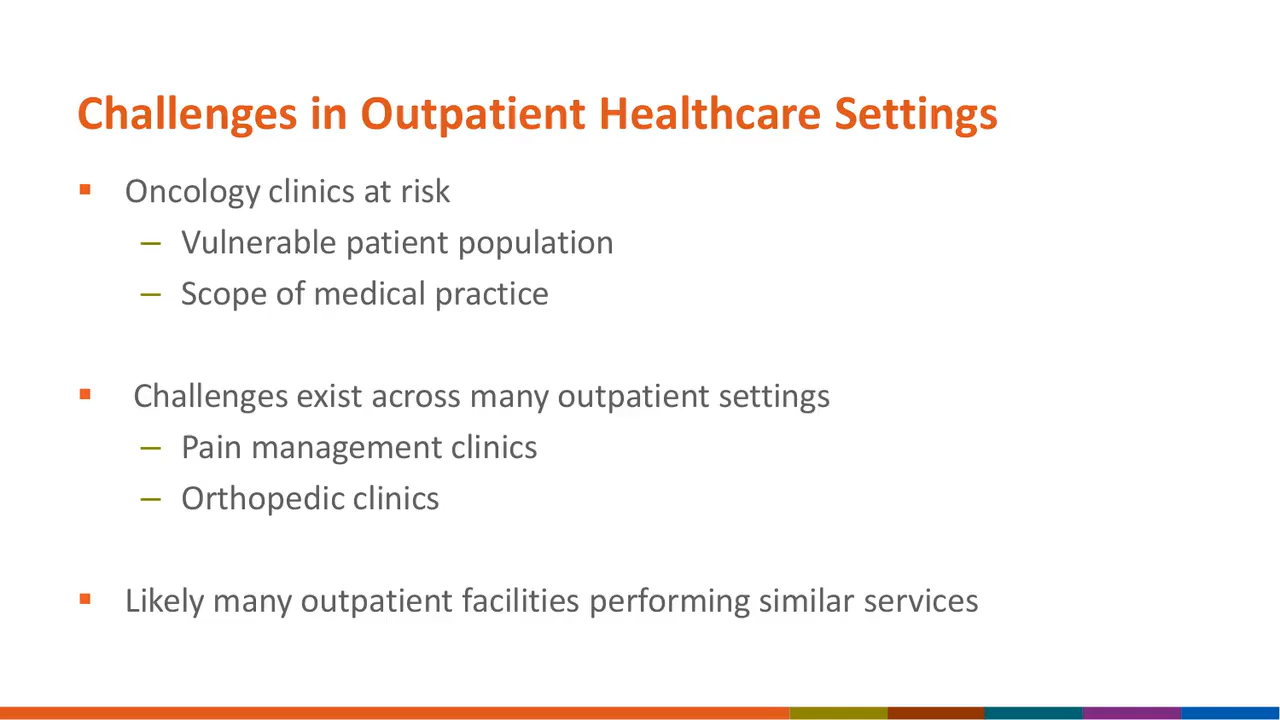 Challenges in Outpatient Healthcare Settings
▪ Oncology clinics at risk
– Vulnerable patient population
– Scope of medical practice
▪ Challenges exist across many outpatient settings
– Pain management clinics
– Orthopedic clinics
▪ Likely many outpatient facilities performing similar services